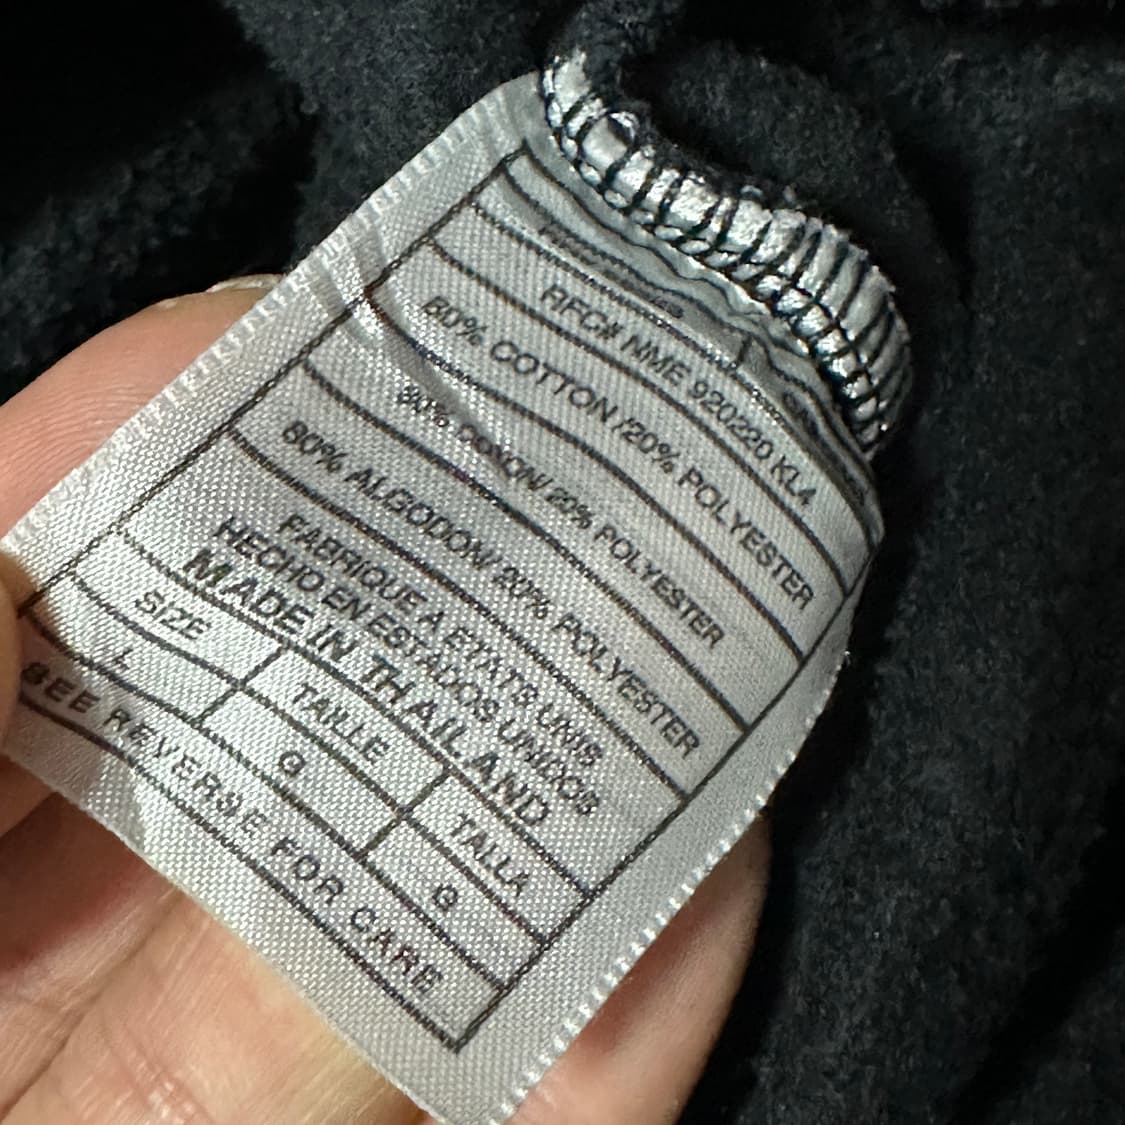 RFC# NME 920220 KL4
80% COTTON /20% POLYESTER
80% COTON/ 20% POLYESTER
80% ALGODON/ 20% POLYESTER
FABRIQUE A ETATS UNIS
HECHO EN ESTADOS UNIDOS
MADE IN THAILAND
SIZE TAILLE TALLA
L G G
SEE REVERSE FOR CARE